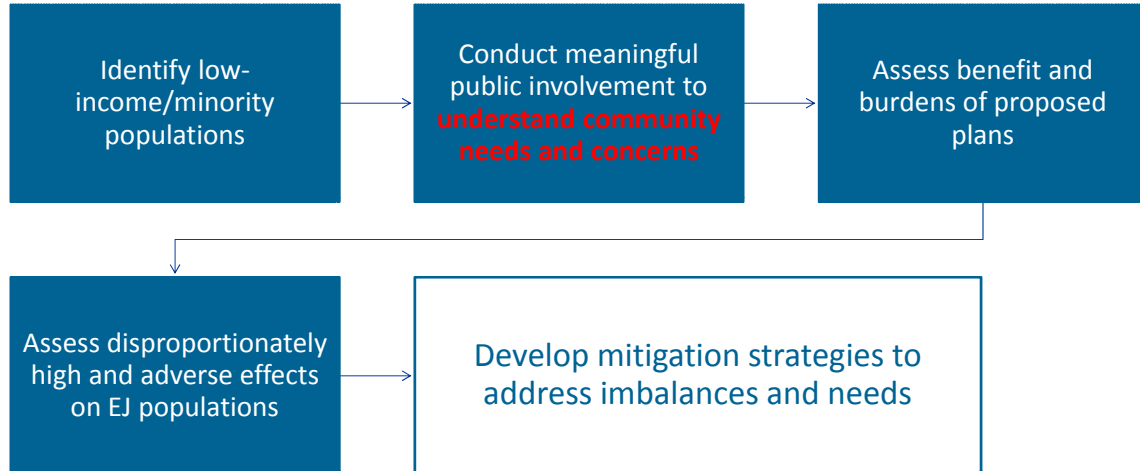 Identify low-
income/minority
populations
Conduct meaningful
public involvement to
understand community
needs and concerns
Assess benefit and
burdens of proposed
plans
Assess disproportionately
high and adverse effects
on EJ populations
Develop mitigation strategies to
address imbalances and needs